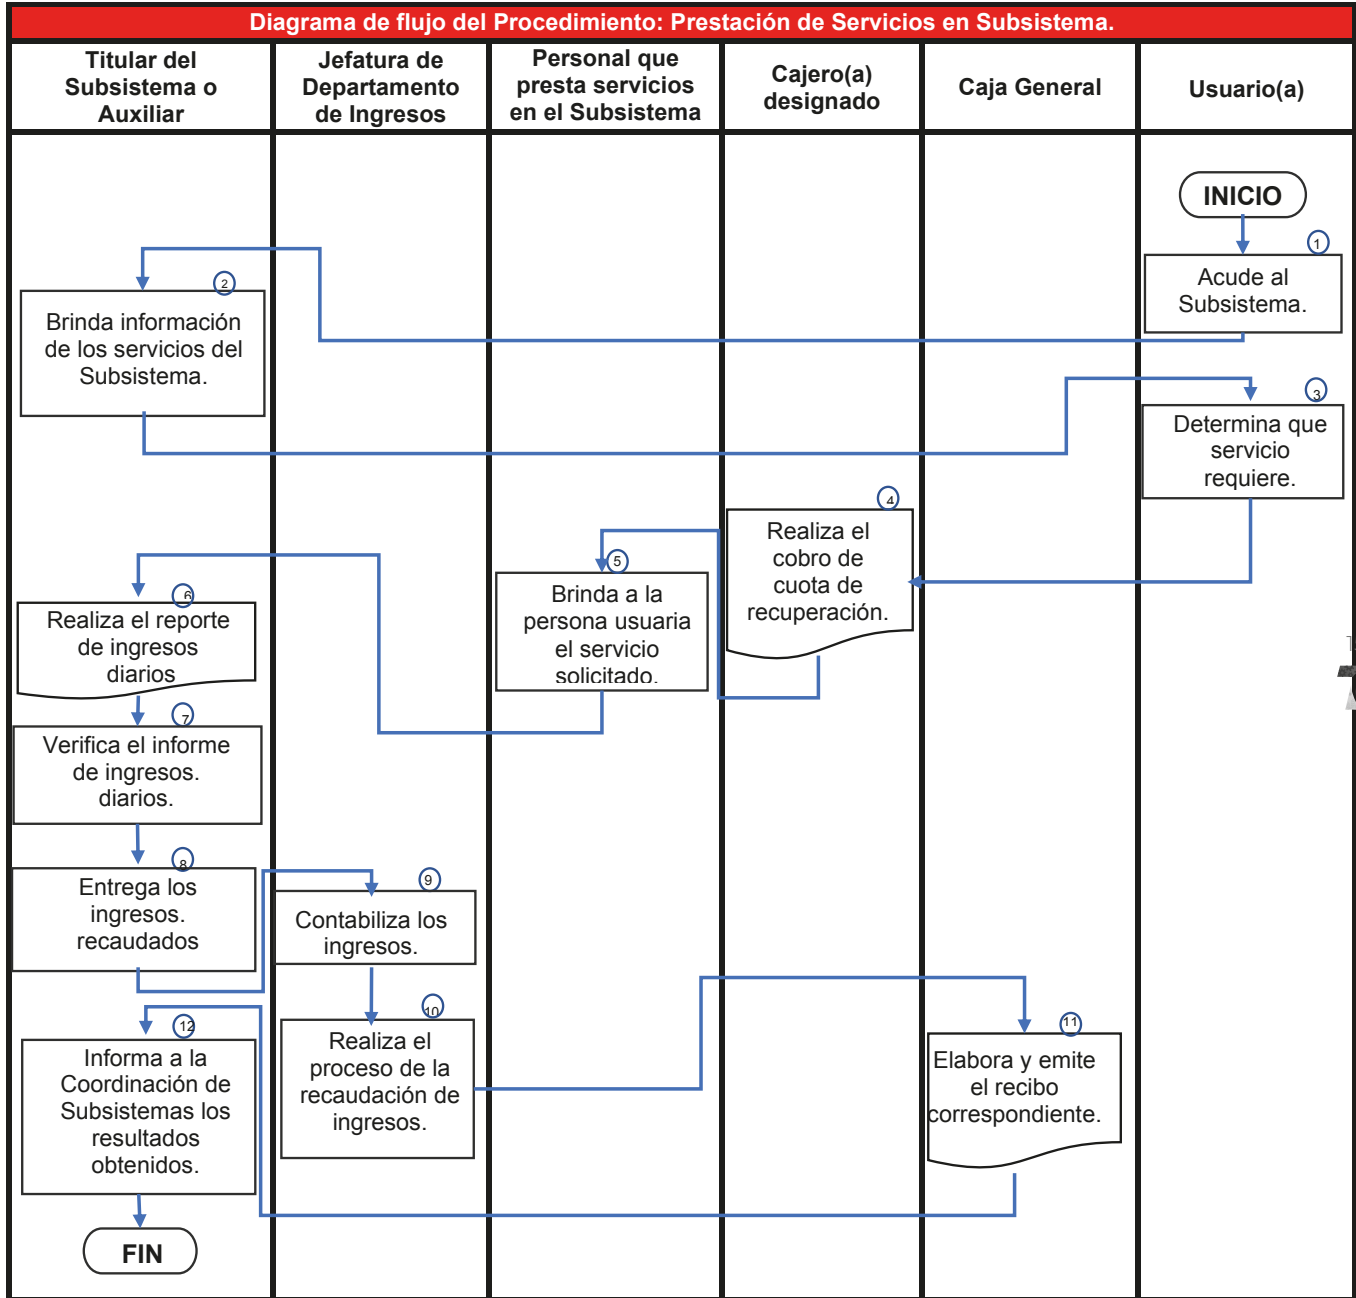 Diagrama de flujo del Procedimiento: Prestación de Servicios en Subsistema.
Titular del
Subsistema o
Auxiliar
Jefatura de
Departamento
de Ingresos
Personal que
presta servicios
en el Subsistema
Cajero(a)
designado
Caja General
Usuario(a)
INICIO
1
Acude al
Subsistema.
2
Brinda información
de los servicios del
Subsistema.
3
Determina que
servicio
requiere.
4
Realiza el
cobro de
cuota de
recuperación.
5
Brinda a la
persona usuaria
el servicio
solicitado.
6
Realiza el reporte
de ingresos
diarios
7
Verifica el informe
de ingresos.
diarios.
8
Entrega los
ingresos.
recaudados
9
Contabiliza los
ingresos.
10
Realiza el
proceso de la
recaudación de
ingresos.
11
Elabora y emite
el recibo
correspondiente.
12
Informa a la
Coordinación de
Subsistemas los
resultados
obtenidos.
FIN